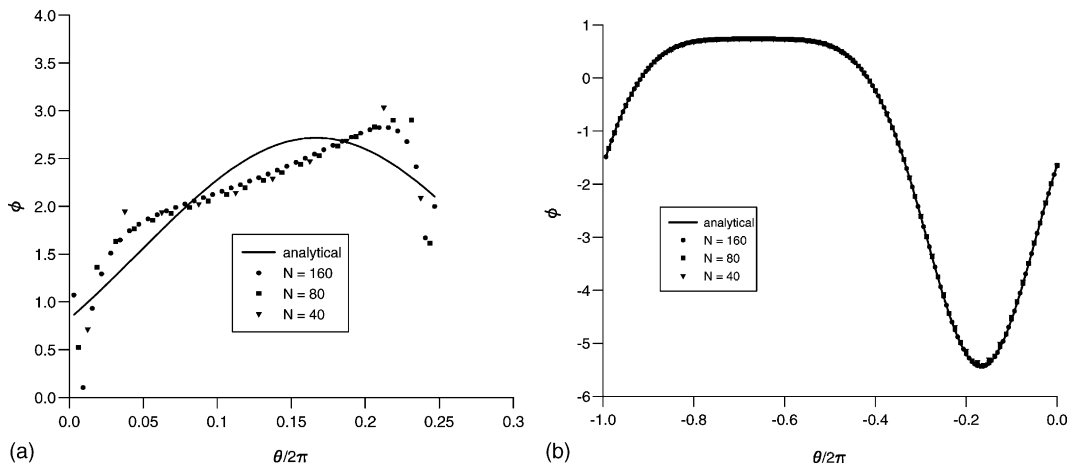 4.0
3.5
3.0
2.5
2.0
1.5
1.0
0.5
0.0
ϕ
analytical
N = 160
N = 80
N = 40
0.0 0.05 0.1 0.15 0.2 0.25 0.3
(a) θ/2π
1
0
-1
-2
-3
-4
-5
-6
ϕ
analytical
N = 160
N = 80
N = 40
-1.0 -0.8 -0.6 -0.4 -0.2 0.0
(b) θ/2π